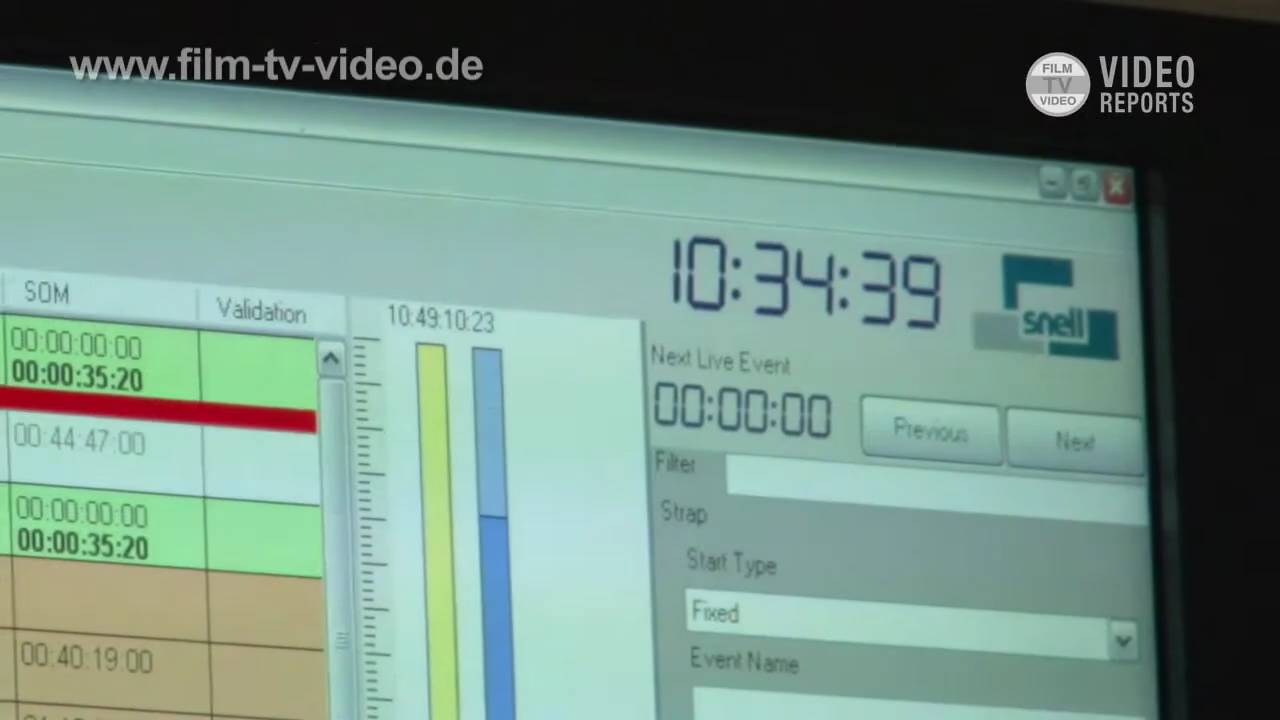 www.film-tv-video.de
FILM
TV
VIDEO
VIDEO
REPORTS
10:34:39
snell
SOM
Validation
10:49:10:23
00:00:00:00
00:00:35:20
Next Live Event
00:00:00
Previous
Next
00:44:47:00
Filter
00:00:00:00
00:00:35:20
Strap
Start Type
Fixed
00:40:19:00
Event Name